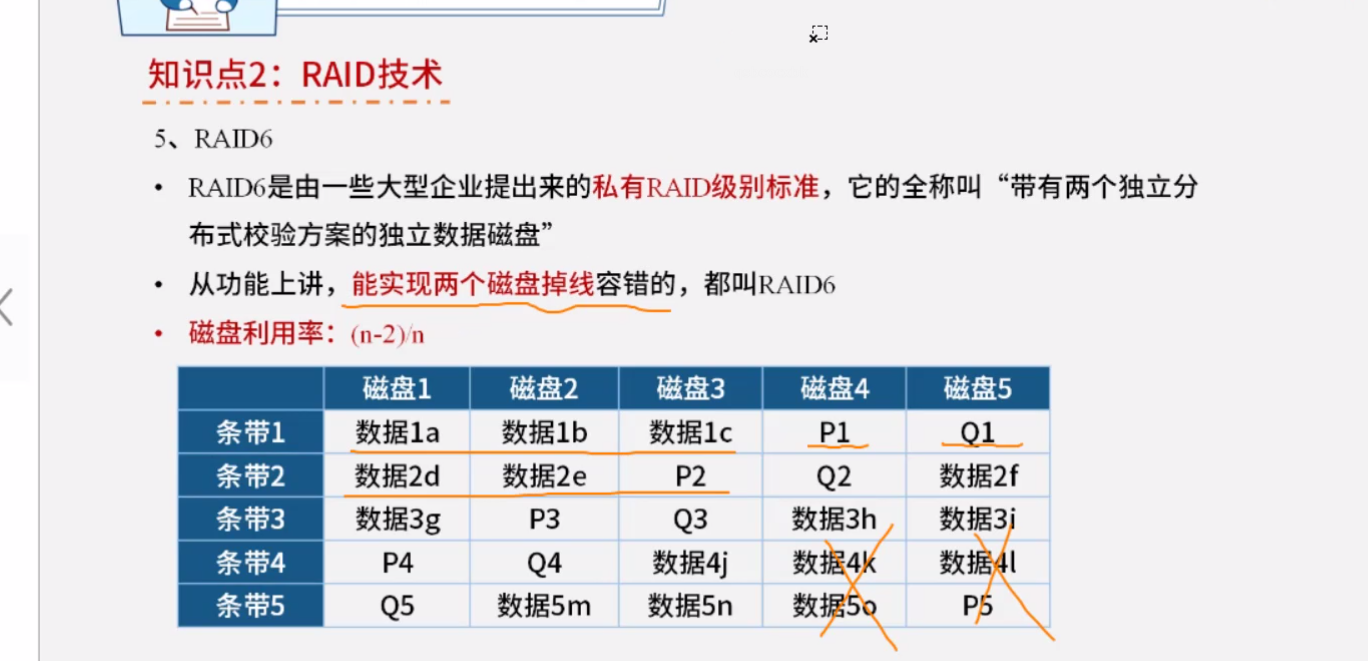 知识点2：RAID技术
5、RAID6
• RAID6是由一些大型企业提出来的私有RAID级别标准，它的全称叫“带有两个独立分
布式校验方案的独立数据磁盘”
• 从功能上讲，能实现两个磁盘掉线容错的，都叫RAID6
• 磁盘利用率：(n-2)/n
磁盘1 磁盘2 磁盘3 磁盘4 磁盘5
条带1 数据1a 数据1b 数据1c P1 Q1
条带2 数据2d 数据2e P2 Q2 数据2f
条带3 数据3g P3 Q3 数据3h 数据3i
条带4 P4 Q4 数据4j 数据4k 数据4l
条带5 Q5 数据5m 数据5n 数据5o P5